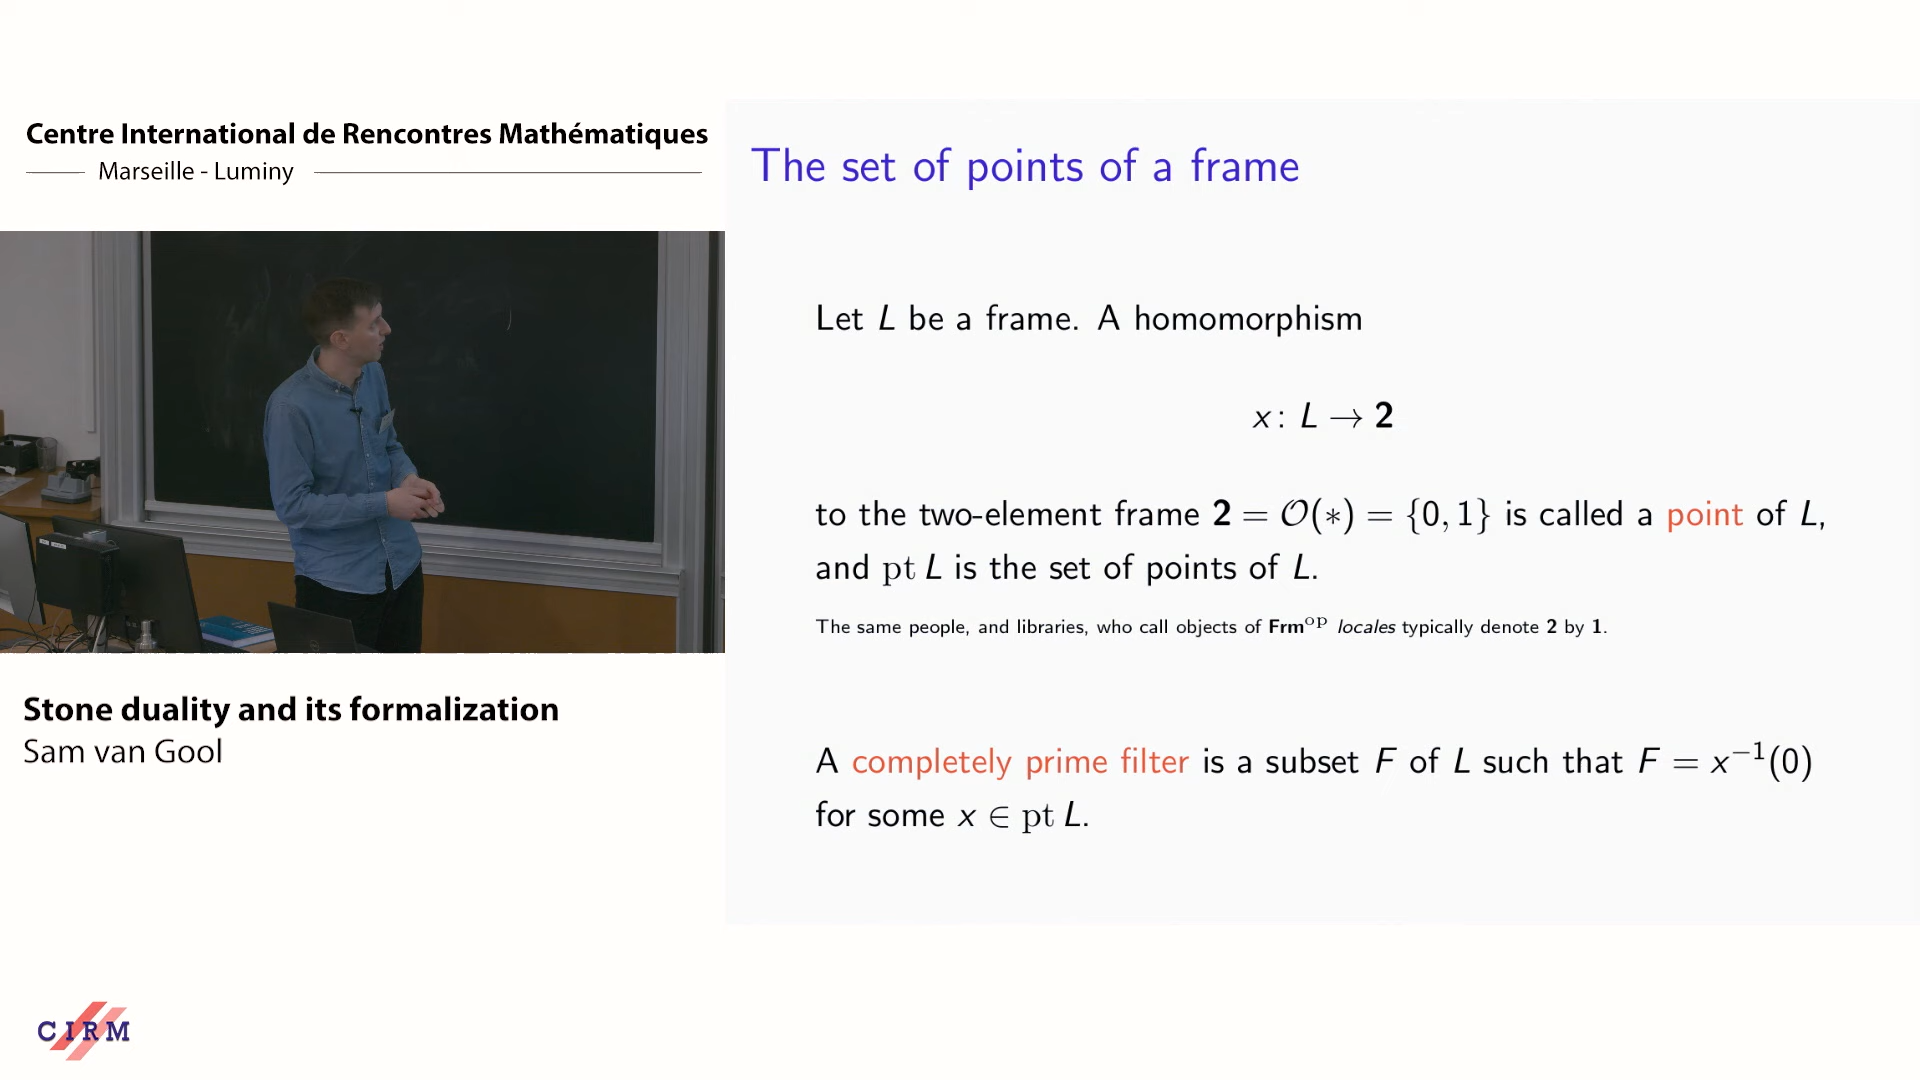 Centre International de Rencontres Mathématiques
Marseille - Luminy
The set of points of a frame
Let L be a frame. A homomorphism
x: L → 2
to the two-element frame 2 = 𝒪(∗) = {0, 1} is called a point of L,
and pt L is the set of points of L.
The same people, and libraries, who call objects of Frm^op locales typically denote 2 by 1.
A completely prime filter is a subset F of L such that F = x⁻¹(0)
for some x ∈ pt L.
Stone duality and its formalization
Sam van Gool
CIRM